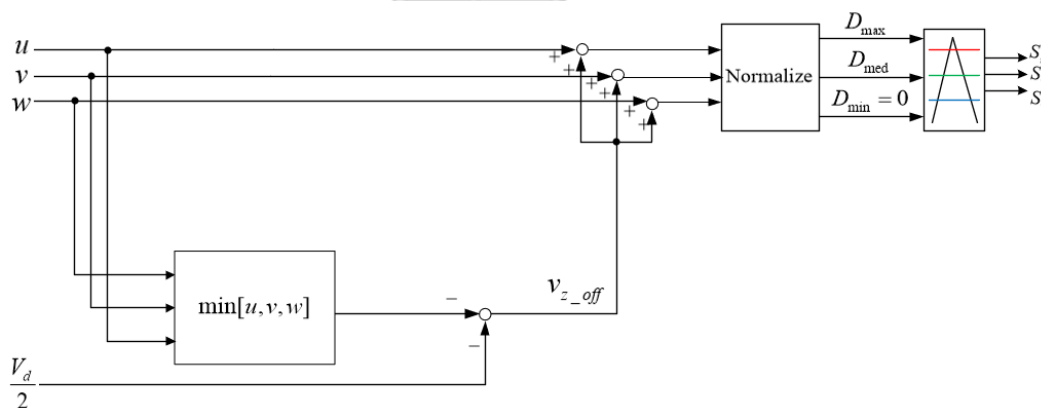 u
v
w
+
+
+
+
+
+
Normalize
D_max
D_med
D_min = 0
S
S
S
min[u, v, w]
−
−
v_z_off
V_d
2